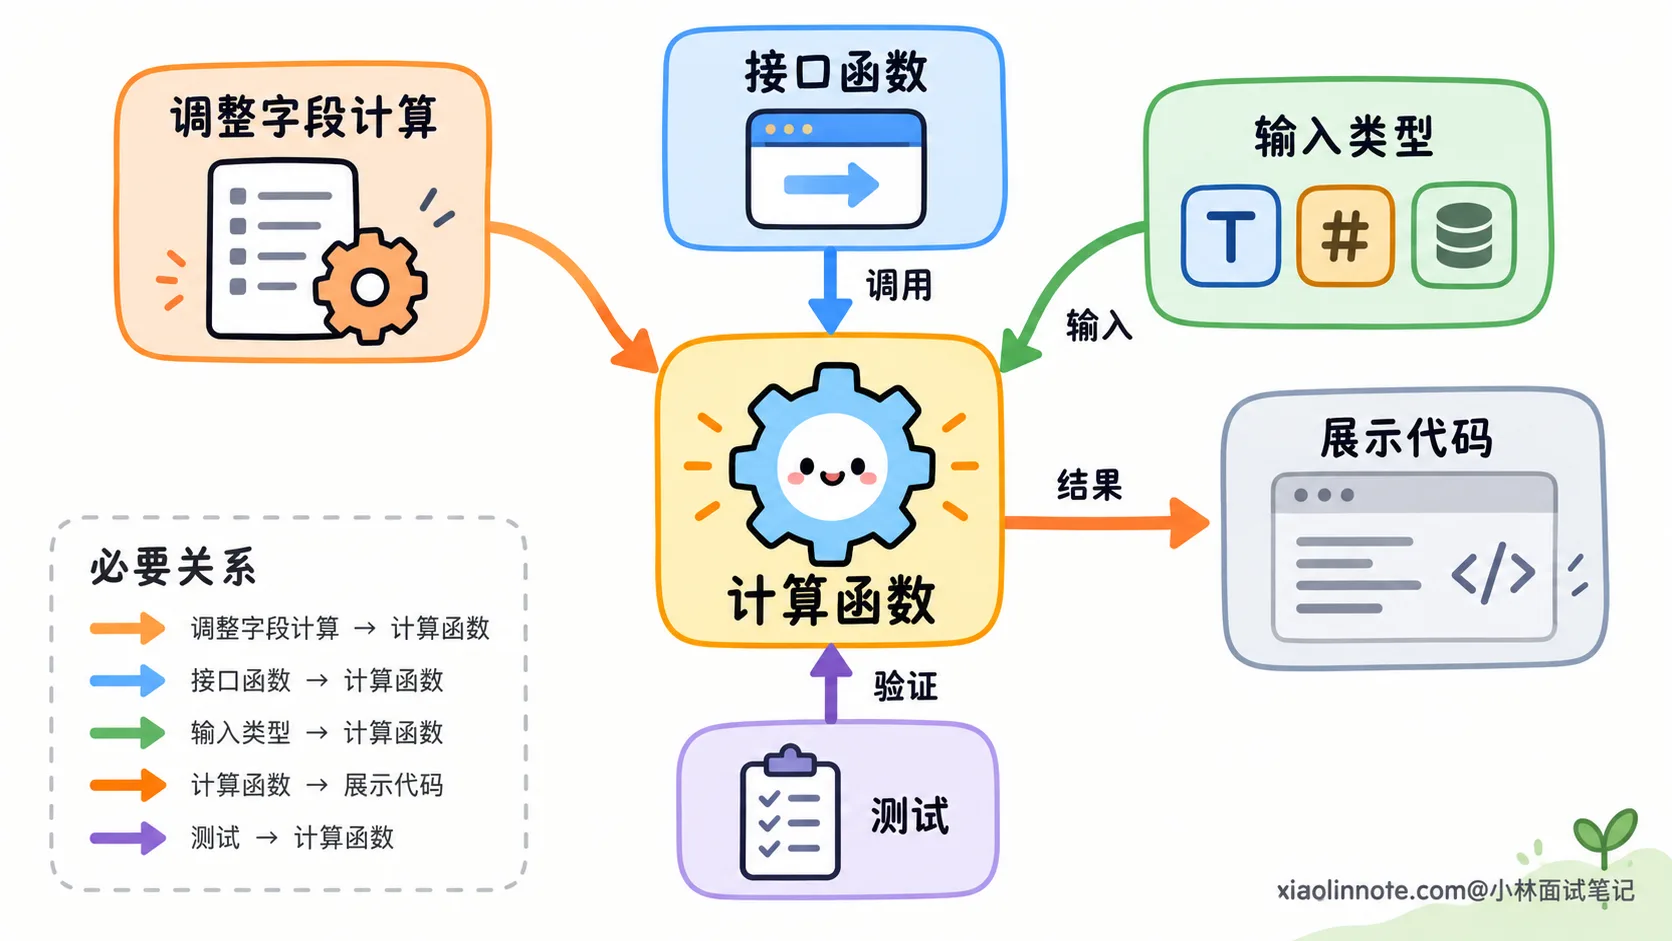 调整字段计算
接口函数
输入类型
T
#
调用
输入
展示代码
结果
</>
计算函数
验证
测试
必要关系
调整字段计算 → 计算函数
接口函数 → 计算函数
输入类型 → 计算函数
计算函数 → 展示代码
测试 → 计算函数
xiaolinnote.com@小林面试笔记